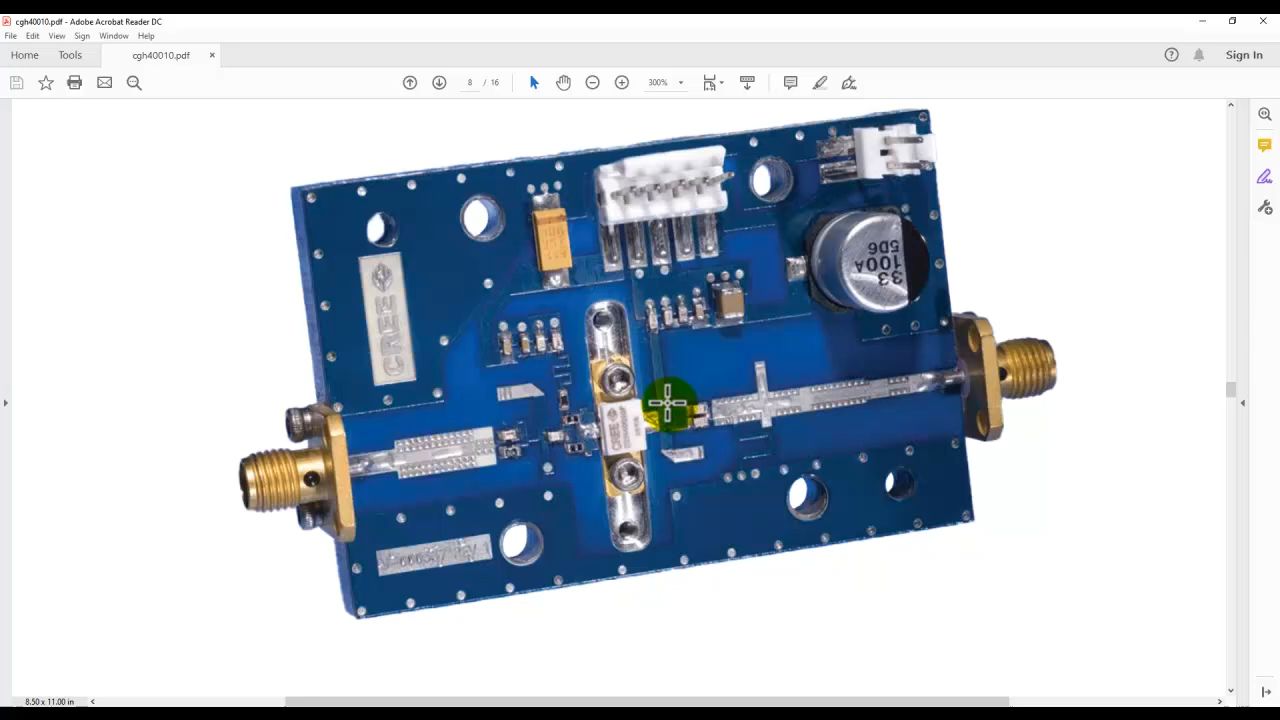 cgh40010.pdf - Adobe Acrobat Reader DC
File Edit View Sign Window Help
Home Tools cgh40010.pdf × Sign In
8 / 16 300%
33
100A
5D6
CREE
CREE
8.50 x 11.00 in